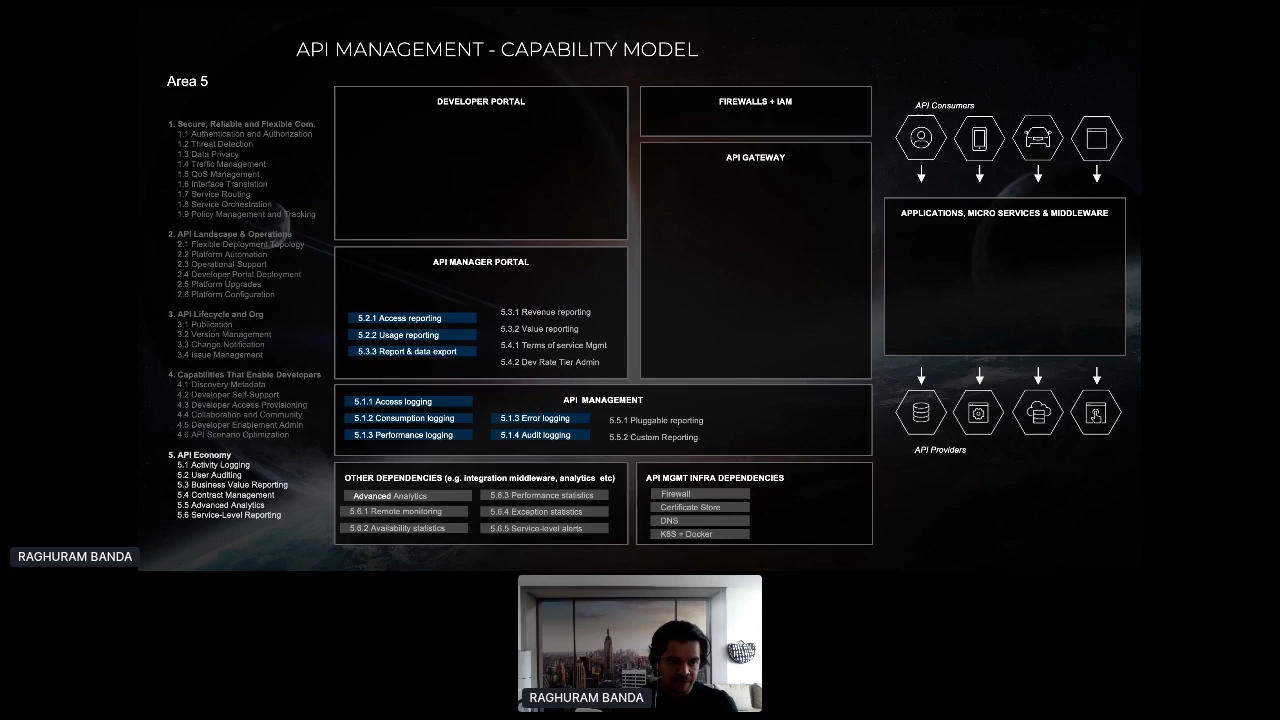 API MANAGEMENT - CAPABILITY MODEL
Area 5
1. Secure, Reliable and Flexible Com.
1.1 Authentication and Authorization
1.2 Threat Detection
1.3 Data Privacy
1.4 Traffic Management
1.5 QoS Management
1.6 Interface Translation
1.7 Service Routing
1.8 Service Orchestration
1.9 Policy Management and Tracking
2. API Landscape & Operations
2.1 Flexible Deployment Topology
2.2 Platform Automation
2.3 Operational Support
2.4 Developer Portal Deployment
2.5 Platform Upgrades
2.6 Platform Configuration
3. API Lifecycle and Org
3.1 Publication
3.2 Version Management
3.3 Change Notification
3.4 Issue Management
4. Capabilities That Enable Developers
4.1 Discovery Metadata
4.2 Developer Self-Support
4.3 Developer Access Provisioning
4.4 Collaboration and Community
4.5 Developer Enablement Admin
4.6 API Scenario Optimization
5. API Economy
5.1 Activity Logging
5.2 User Auditing
5.3 Business Value Reporting
5.4 Contract Management
5.5 Advanced Analytics
5.6 Service-Level Reporting
DEVELOPER PORTAL
API MANAGER PORTAL
5.2.1 Access reporting
5.2.2 Usage reporting
5.3.3 Report & data export
5.3.1 Revenue reporting
5.3.2 Value reporting
5.4.1 Terms of service Mgmt
5.4.2 Dev Rate Tier Admin
FIREWALLS + IAM
API GATEWAY
API MANAGEMENT
5.1.1 Access logging
5.1.2 Consumption logging
5.1.3 Performance logging
5.1.3 Error logging
5.1.4 Audit logging
5.5.1 Pluggable reporting
5.5.2 Custom Reporting
OTHER DEPENDENCIES (e.g. integration middleware, analytics etc)
Advanced Analytics
5.6.1 Remote monitoring
5.6.2 Availability statistics
5.6.3 Performance statistics
5.6.4 Exception statistics
5.6.5 Service-level alerts
API MGMT INFRA DEPENDENCIES
Firewall
Certificate Store
DNS
K8S + Docker
API Consumers
APPLICATIONS, MICRO SERVICES & MIDDLEWARE
API Providers
RAGHURAM BANDA
RAGHURAM BANDA